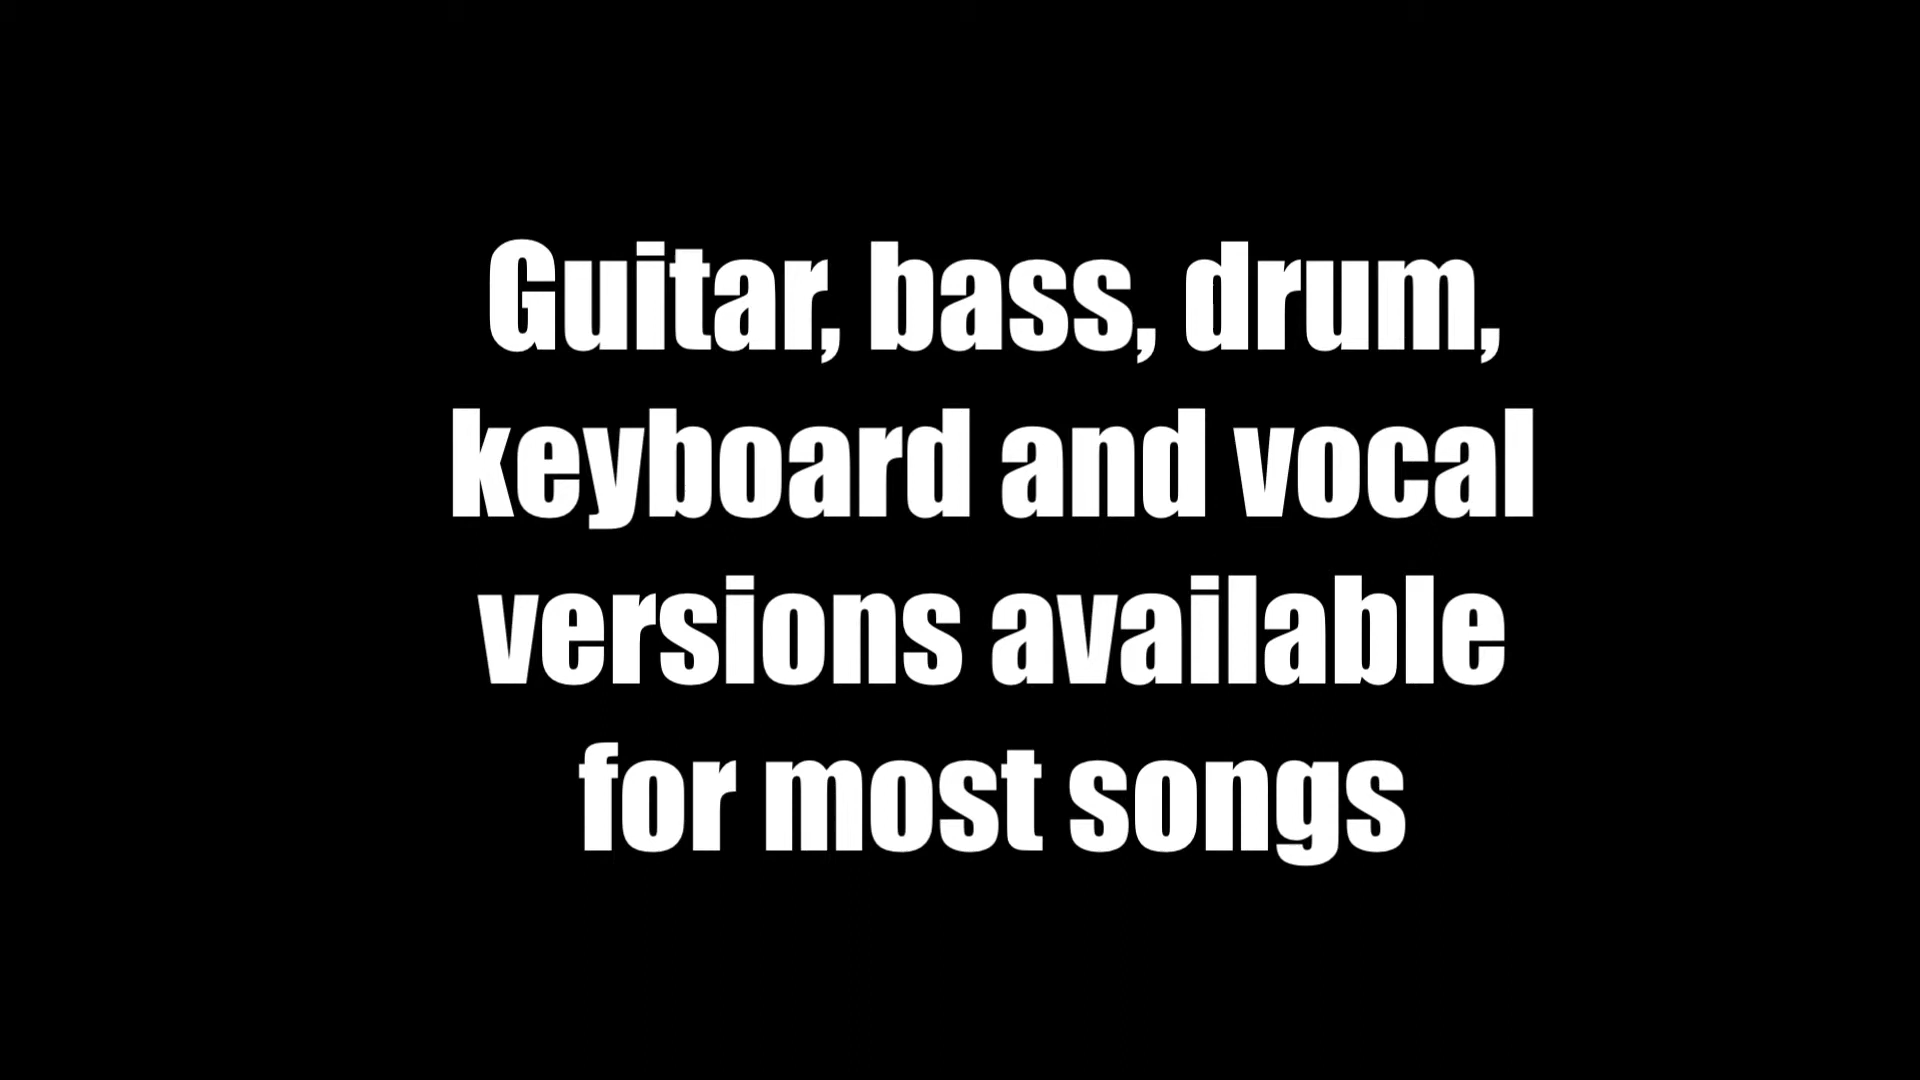 Guitar, bass, drum,
keyboard and vocal
versions available
for most songs